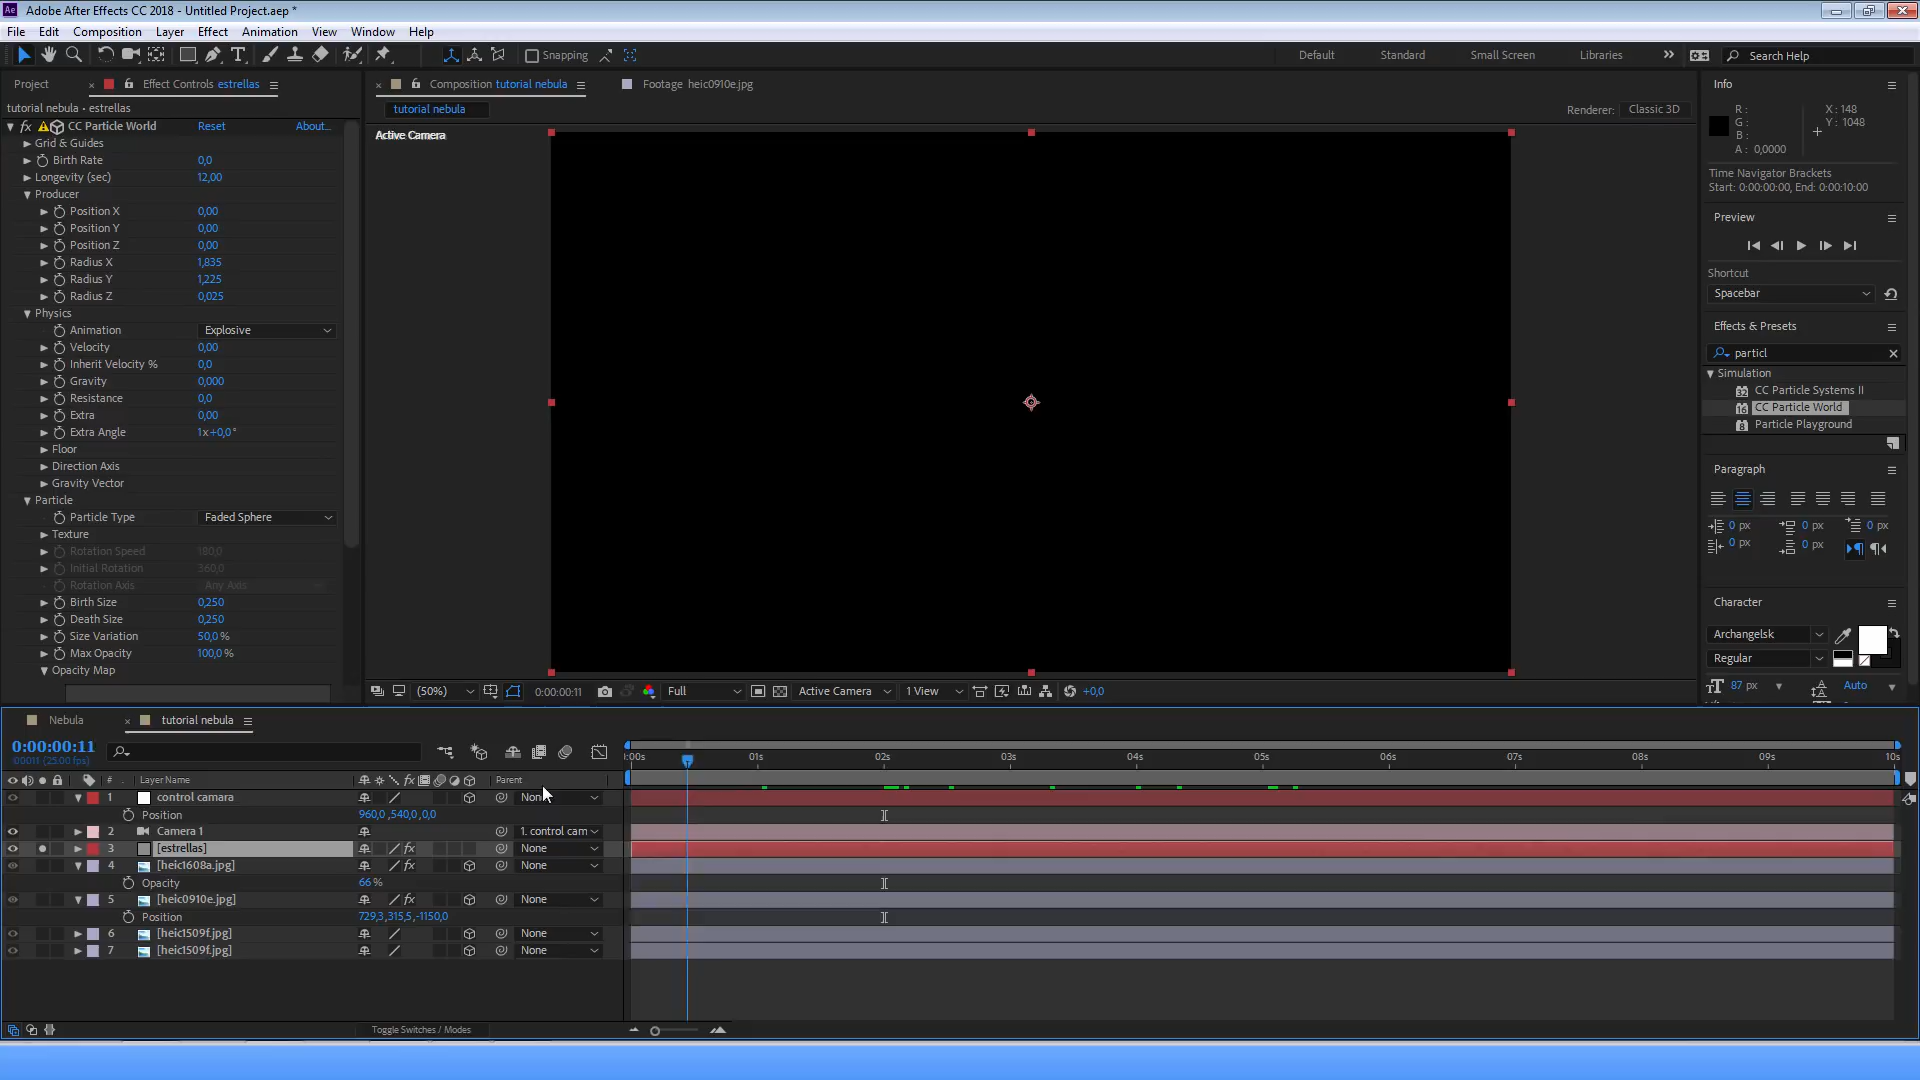 Adobe After Effects CC 2018 - Untitled Project.aep *
File Edit Composition Layer Effect Animation View Window Help
Snapping
Default Standard Small Screen Libraries
Search Help
Project
Effect Controls estrellas
tutorial nebula • estrellas
CC Particle World Reset About...
Grid & Guides
Birth Rate 0,0
Longevity (sec) 12,00
Producer
Position X 0,00
Position Y 0,00
Position Z 0,00
Radius X 1,835
Radius Y 1,225
Radius Z 0,025
Physics
Animation Explosive
Velocity 0,00
Inherit Velocity % 0,0
Gravity 0,000
Resistance 0,0
Extra 0,00
Extra Angle 1x+0,0°
Floor
Direction Axis
Gravity Vector
Particle
Particle Type Faded Sphere
Texture
Rotation Speed 180,0
Initial Rotation 360,0
Rotation Axis Any Axis
Birth Size 0,250
Death Size 0,250
Size Variation 50,0 %
Max Opacity 100,0 %
Opacity Map
Composition tutorial nebula
Footage heic0910e.jpg
tutorial nebula
Renderer: Classic 3D
Active Camera
(50%) 0:00:00:11 Full Active Camera 1 View +0,0
Info
R :
G :
B :
A : 0,0000
X : 148
Y : 1048
Time Navigator Brackets
Start: 0:00:00:00, End: 0:00:10:00
Preview
Shortcut
Spacebar
Effects & Presets
particl
Simulation
32 CC Particle Systems II
16 CC Particle World
8 Particle Playground
Paragraph
0 px 0 px 0 px
0 px 0 px
Character
Archangelsk
Regular
87 px Auto
Nebula
tutorial nebula
0:00:00:11
00011 (25.00 fps)
# Layer Name Parent
:00s 01s 02s 03s 04s 05s 06s 07s 08s 09s 10s
1 control camara None
Position 960,0 ,540,0 ,0,0
2 Camera 1 1. control cam
3 [estrellas] None
4 [heic1608a.jpg] None
Opacity 66 %
5 [heic0910e.jpg] None
Position 729,3 ,315,5 ,-1150,0
6 [heic1509f.jpg] None
7 [heic1509f.jpg] None
Toggle Switches / Modes